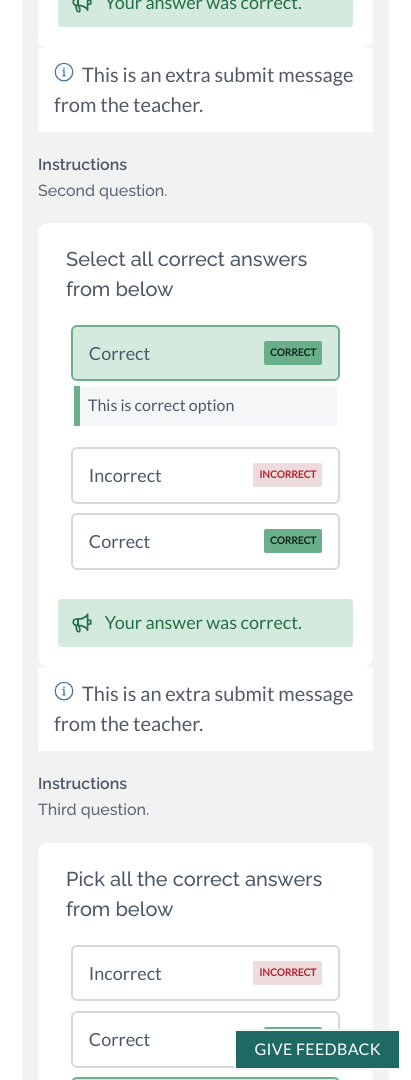 Your answer was correct.
This is an extra submit message
from the teacher.
Instructions
Second question.
Select all correct answers
from below
Correct
CORRECT
This is correct option
Incorrect
INCORRECT
Correct
CORRECT
Your answer was correct.
This is an extra submit message
from the teacher.
Instructions
Third question.
Pick all the correct answers
from below
Incorrect
INCORRECT
Correct
GIVE FEEDBACK